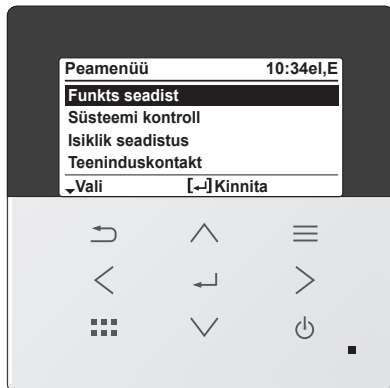 Peamenüü 10:34el,E
Funkts seadist
Süsteemi kontroll
Isiklik seadistus
Teeninduskontakt
Vali [↵]Kinnita